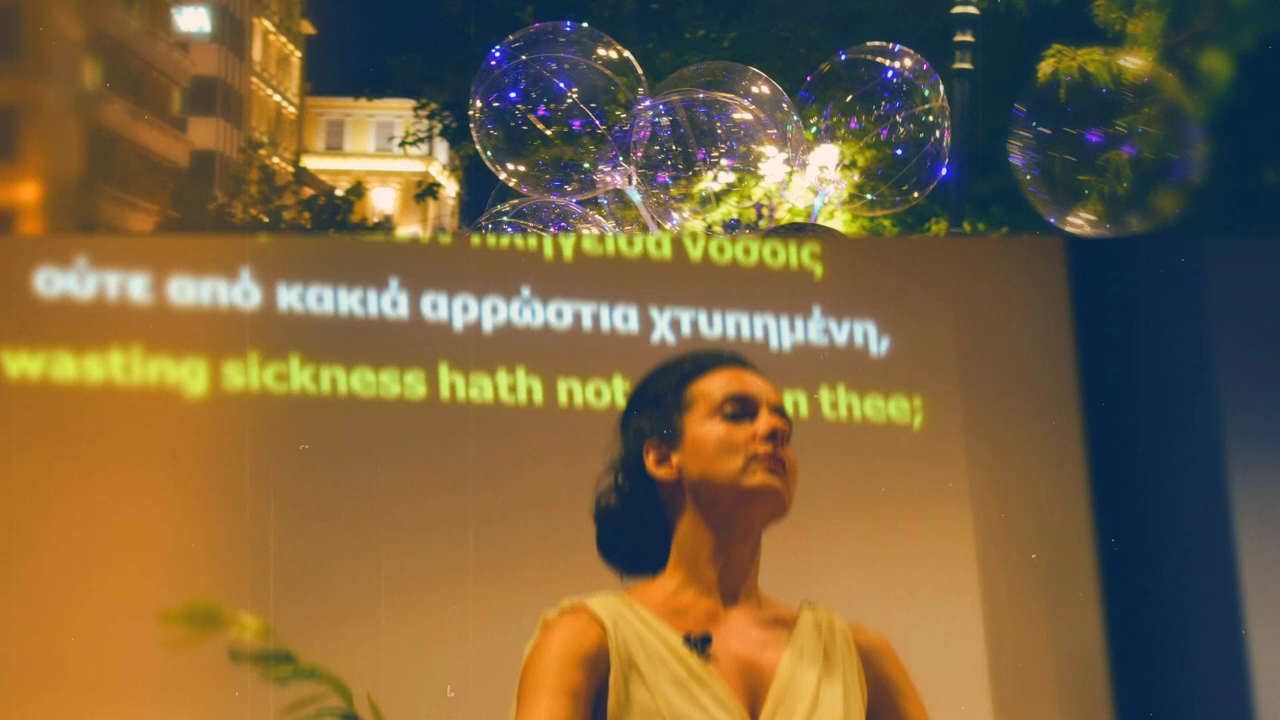 νόσοις
ούτε από κακιά αρρώστια χτυπημένη,
wasting sickness hath not thee;